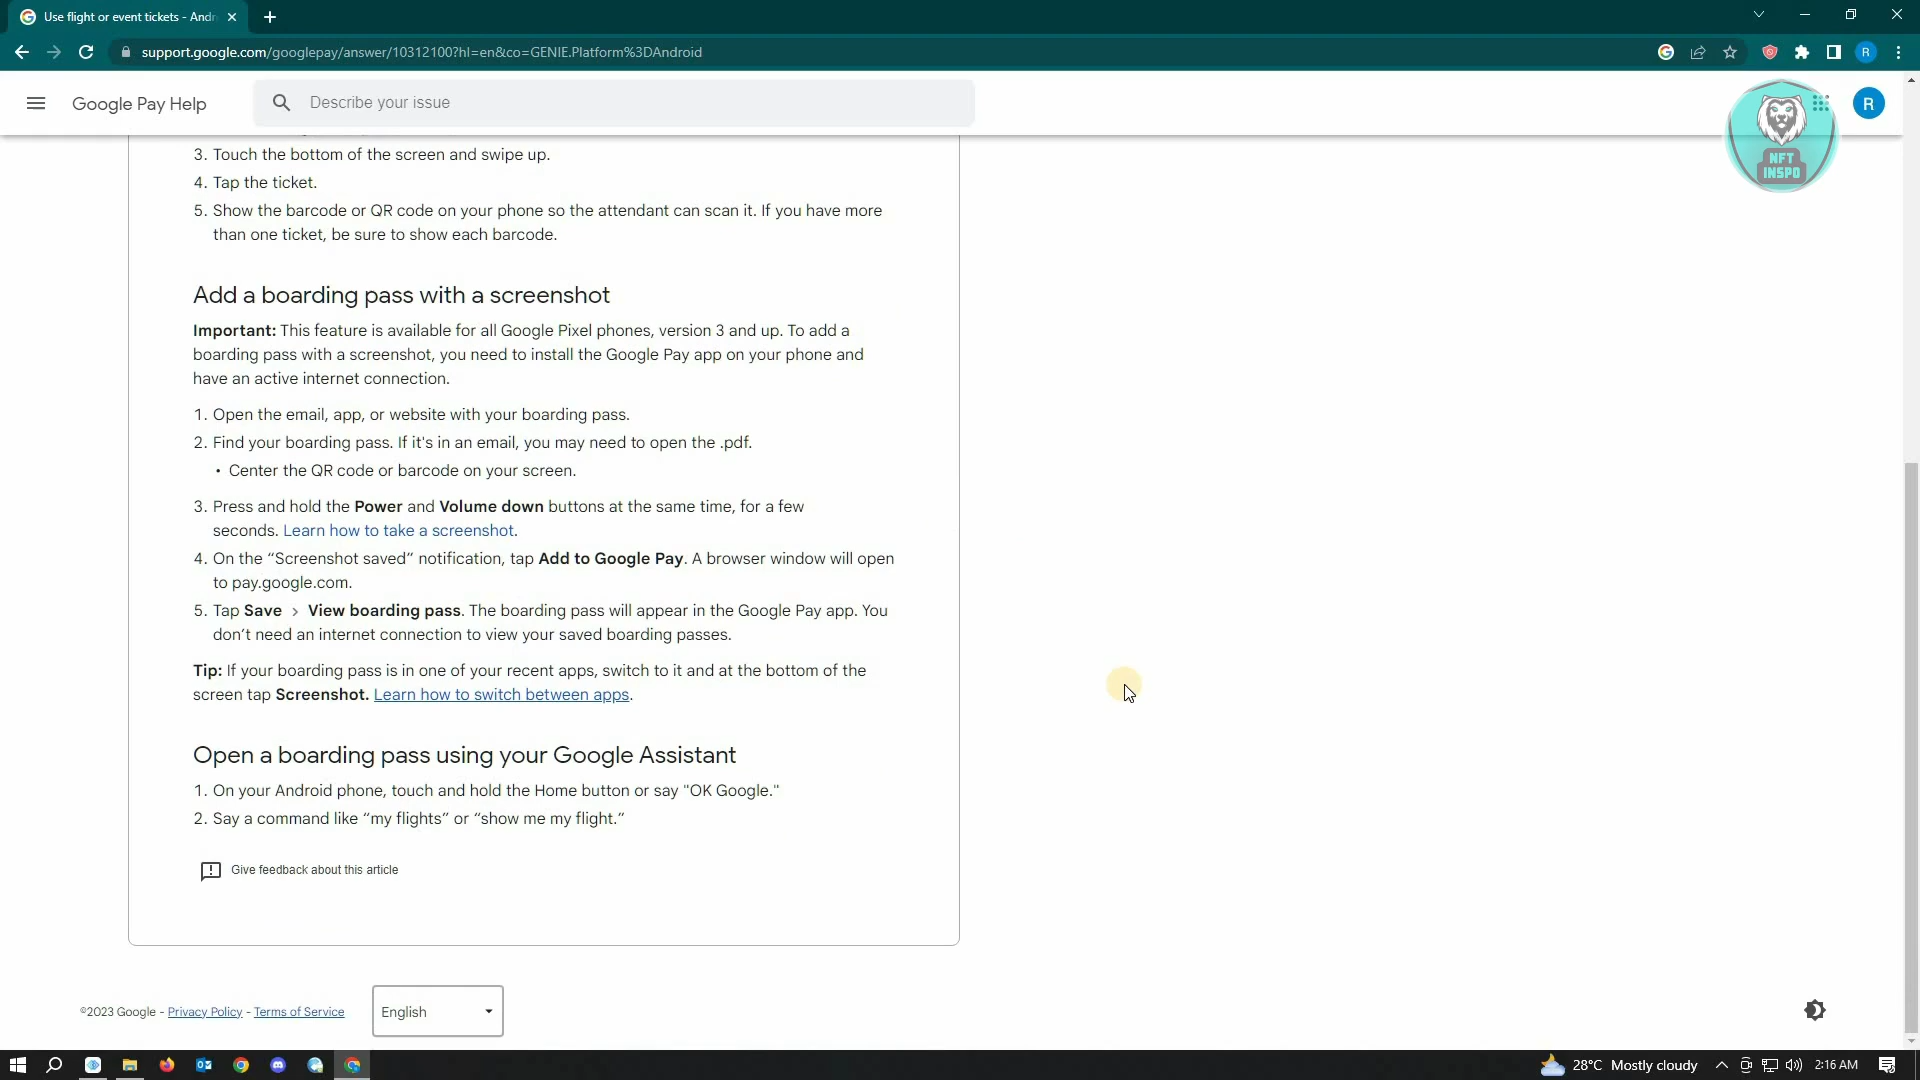 Use flight or event tickets - Andr
support.google.com/googlepay/answer/10312100?hl=en&co=GENIE.Platform%3DAndroid
R
Google Pay Help
Describe your issue
R
NFT
INSPO
3. Touch the bottom of the screen and swipe up.
4. Tap the ticket.
5. Show the barcode or QR code on your phone so the attendant can scan it. If you have more
than one ticket, be sure to show each barcode.
Add a boarding pass with a screenshot
Important: This feature is available for all Google Pixel phones, version 3 and up. To add a
boarding pass with a screenshot, you need to install the Google Pay app on your phone and
have an active internet connection.
1. Open the email, app, or website with your boarding pass.
2. Find your boarding pass. If it's in an email, you may need to open the .pdf.
• Center the QR code or barcode on your screen.
3. Press and hold the Power and Volume down buttons at the same time, for a few
seconds. Learn how to take a screenshot.
4. On the “Screenshot saved” notification, tap Add to Google Pay. A browser window will open
to pay.google.com.
5. Tap Save > View boarding pass. The boarding pass will appear in the Google Pay app. You
don’t need an internet connection to view your saved boarding passes.
Tip: If your boarding pass is in one of your recent apps, switch to it and at the bottom of the
screen tap Screenshot. Learn how to switch between apps.
Open a boarding pass using your Google Assistant
1. On your Android phone, touch and hold the Home button or say "OK Google."
2. Say a command like “my flights” or “show me my flight.”
Give feedback about this article
©2023 Google - Privacy Policy - Terms of Service
English
28°C Mostly cloudy
2:16 AM